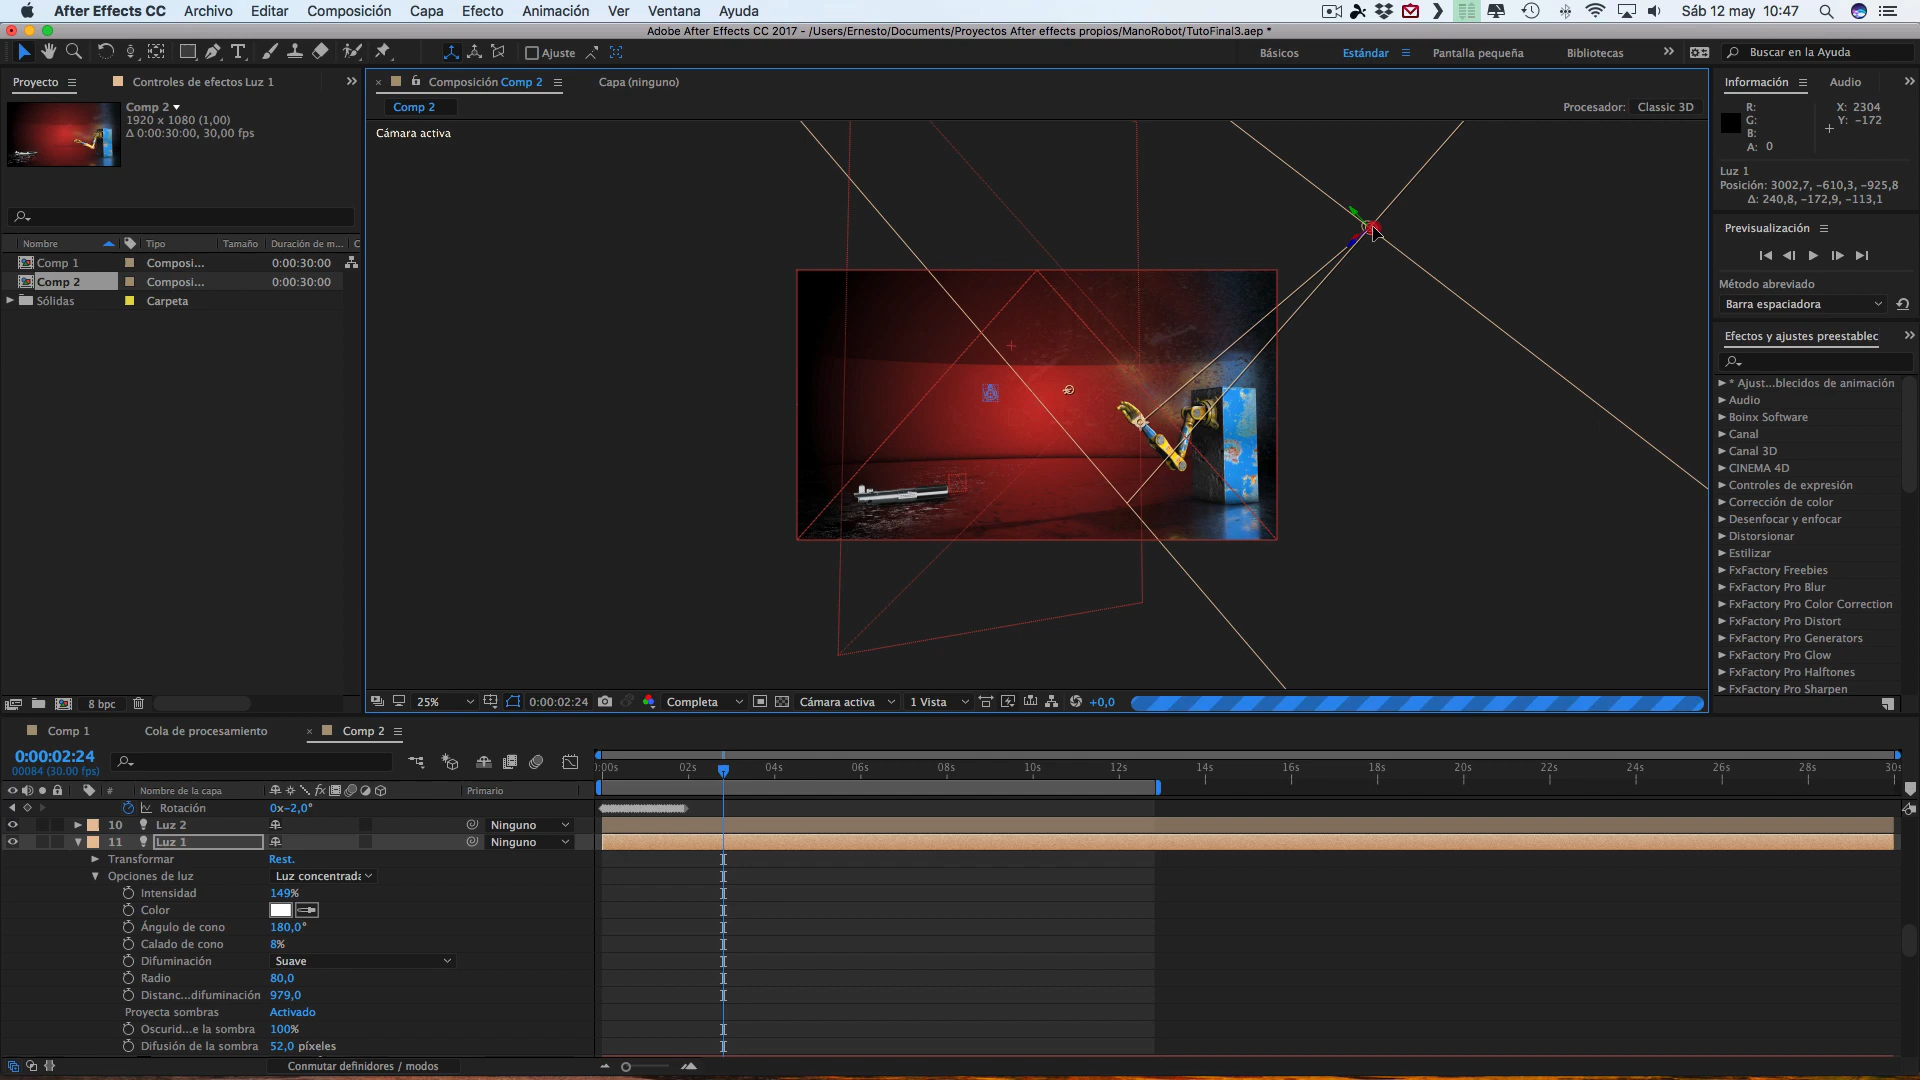 After Effects CC Archivo Editar Composición Capa Efecto Animación Ver Ventana Ayuda Sáb 12 may 10:47
Adobe After Effects CC 2017 - /Users/Ernesto/Documents/Proyectos After effects propios/ManoRobot/TutoFinal3.aep *
Ajuste Básicos Estándar Pantalla pequeña Bibliotecas Buscar en la Ayuda
Proyecto Controles de efectos Luz 1
Composición Comp 2 Capa (ninguno)
Información Audio
Comp 2
1920 x 1080 (1,00)
Δ 0:00:30:00, 30,00 fps
Comp 2
Procesador: Classic 3D
Cámara activa
R:
G:
B:
A: 0
X: 2304
Y: -172
Luz 1
Posición: 3002,7, -610,3, -925,8
Δ: 240,8, -172,9, -113,1
Nombre Tipo Tamaño Duración de m... C
Comp 1 Composi... 0:00:30:00
Comp 2 Composi... 0:00:30:00
Sólidas Carpeta
Previsualización
Método abreviado
Barra espaciadora
Efectos y ajustes preestablec
* Ajust...blecidos de animación
Audio
Boinx Software
Canal
Canal 3D
CINEMA 4D
Controles de expresión
Corrección de color
Desenfocar y enfocar
Distorsionar
Estilizar
FxFactory Freebies
FxFactory Pro Blur
FxFactory Pro Color Correction
FxFactory Pro Distort
FxFactory Pro Generators
FxFactory Pro Glow
FxFactory Pro Halftones
FxFactory Pro Sharpen
8 bpc
25% 0:00:02:24 Completa Cámara activa 1 Vista +0,0
Comp 1 Cola de procesamiento Comp 2
0:00:02:24
00084 (30.00 fps)
:00s 02s 04s 06s 08s 10s 12s 14s 16s 18s 20s 22s 24s 26s 28s 30s
# Nombre de la capa Primario
Rotación 0x-2,0°
10 Luz 2 Ninguno
11 Luz 1 Ninguno
Transformar Rest.
Opciones de luz Luz concentrada
Intensidad 149%
Color
Ángulo de cono 180,0°
Calado de cono 8%
Difuminación Suave
Radio 80,0
Distanc...difuminación 979,0
Proyecta sombras Activado
Oscurid...e la sombra 100%
Difusión de la sombra 52,0 píxeles
Conmutar definidores / modos